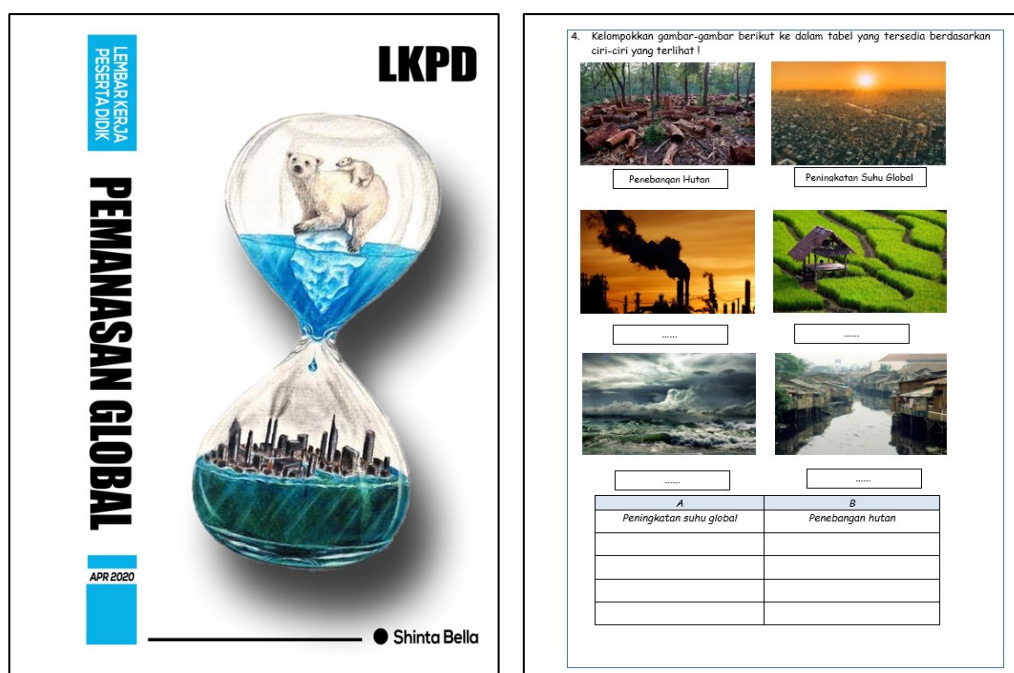 LKPD
LEMBAR KERJA
PESERTA DIDIK
PEMANASAN GLOBAL
APR 2020
Shinta Bella
4. Kelompokkan gambar-gambar berikut ke dalam tabel yang tersedia berdasarkan
ciri-ciri yang terlihat !
Penebangan Hutan
Peningkatan Suhu Global
......
......
......
......
A B
Peningkatan suhu global Penebangan hutan